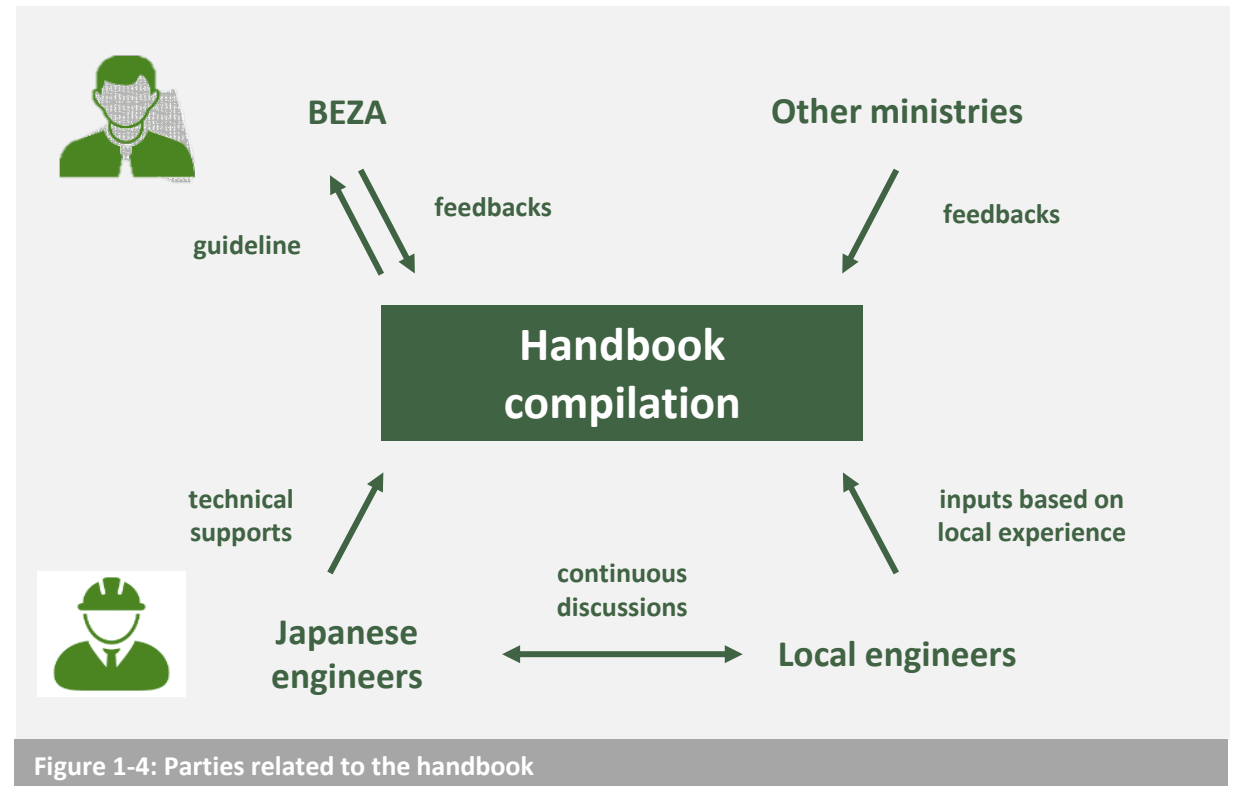 BEZA
Other ministries
feedbacks
feedbacks
guideline
Handbook
compilation
technical
supports
inputs based on
local experience
continuous
discussions
Japanese
engineers
Local engineers
Figure 1-4: Parties related to the handbook